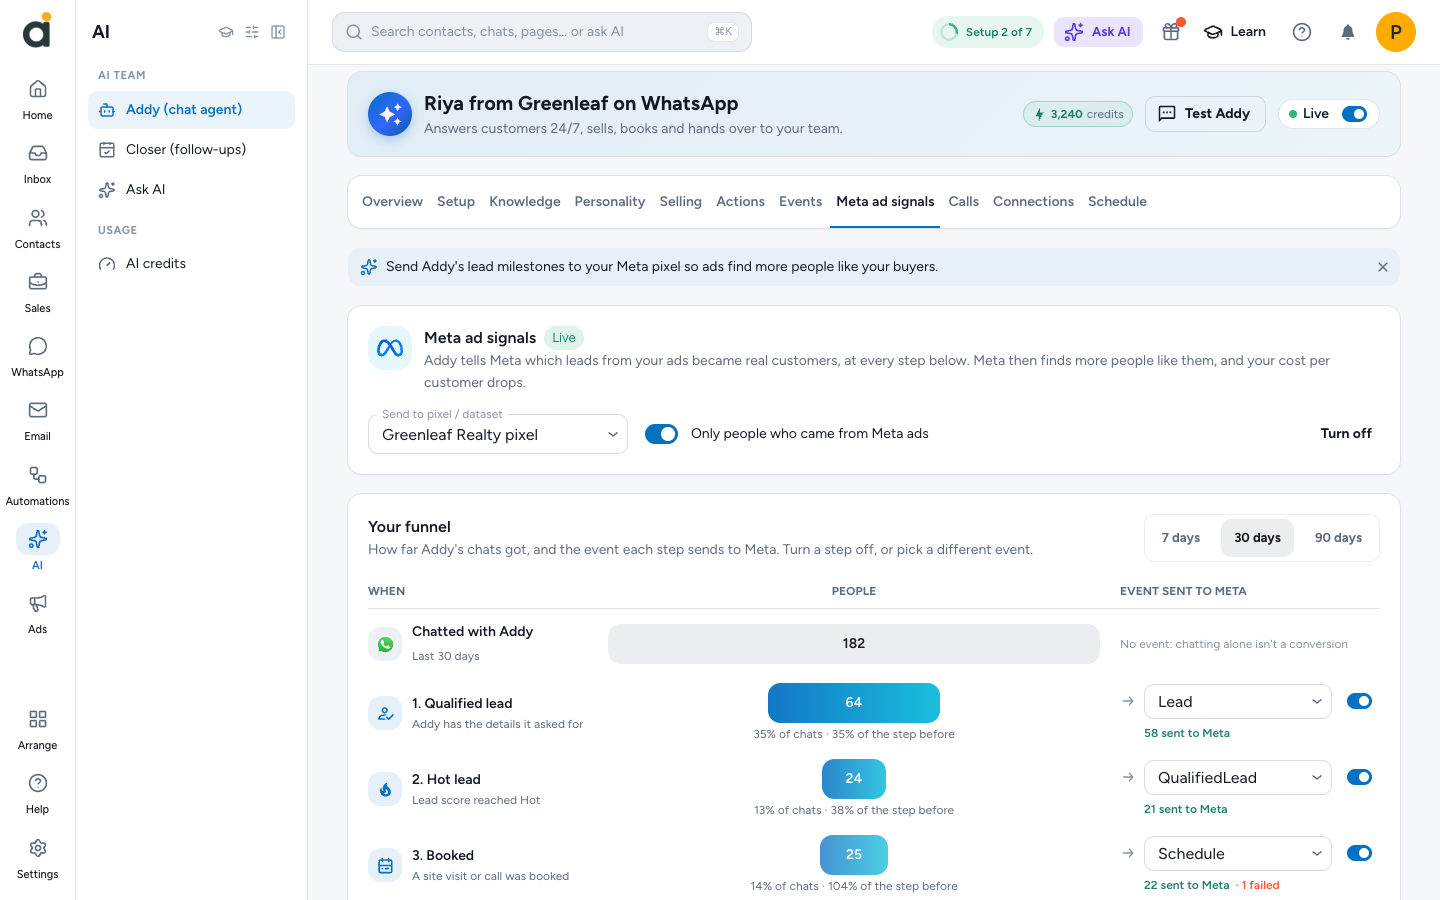 AI
Search contacts, chats, pages... or ask AI
⌘K
Setup 2 of 7
Ask AI
Learn
P
Home
Inbox
Contacts
Sales
WhatsApp
Email
Automations
AI
Ads
Arrange
Help
Settings
AI TEAM
Addy (chat agent)
Closer (follow-ups)
Ask AI
USAGE
AI credits
Riya from Greenleaf on WhatsApp
Answers customers 24/7, sells, books and hands over to your team.
3,240 credits
Test Addy
Live
Overview
Setup
Knowledge
Personality
Selling
Actions
Events
Meta ad signals
Calls
Connections
Schedule
Send Addy's lead milestones to your Meta pixel so ads find more people like your buyers.
Meta ad signals
Live
Addy tells Meta which leads from your ads became real customers, at every step below. Meta then finds more people like them, and your cost per
customer drops.
Send to pixel / dataset
Greenleaf Realty pixel
Only people who came from Meta ads
Turn off
Your funnel
How far Addy's chats got, and the event each step sends to Meta. Turn a step off, or pick a different event.
7 days
30 days
90 days
WHEN
PEOPLE
EVENT SENT TO META
Chatted with Addy
Last 30 days
182
No event: chatting alone isn't a conversion
1. Qualified lead
Addy has the details it asked for
64
35% of chats · 35% of the step before
→ Lead
58 sent to Meta
2. Hot lead
Lead score reached Hot
24
13% of chats · 38% of the step before
→ QualifiedLead
21 sent to Meta
3. Booked
A site visit or call was booked
25
14% of chats · 104% of the step before
→ Schedule
22 sent to Meta · 1 failed